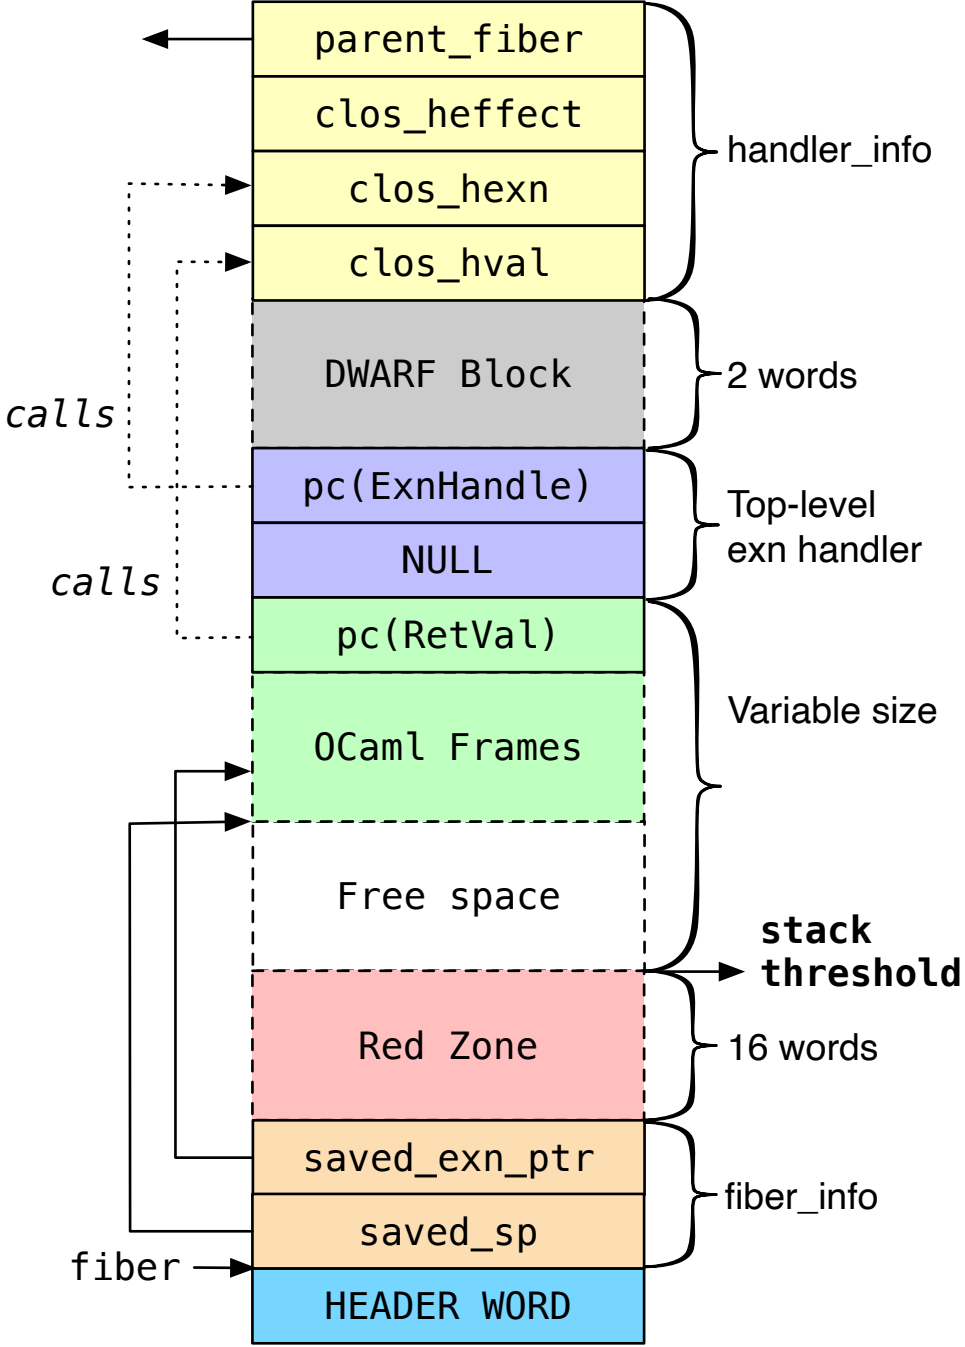 parent_fiber
clos_heffect
handler_info
clos_hexn
clos_hval
DWARF Block
2 words
calls
pc(ExnHandle)
Top-level
exn handler
NULL
calls
pc(RetVal)
Variable size
OCaml Frames
Free space
stack
threshold
Red Zone
16 words
saved_exn_ptr
fiber_info
saved_sp
fiber
HEADER WORD